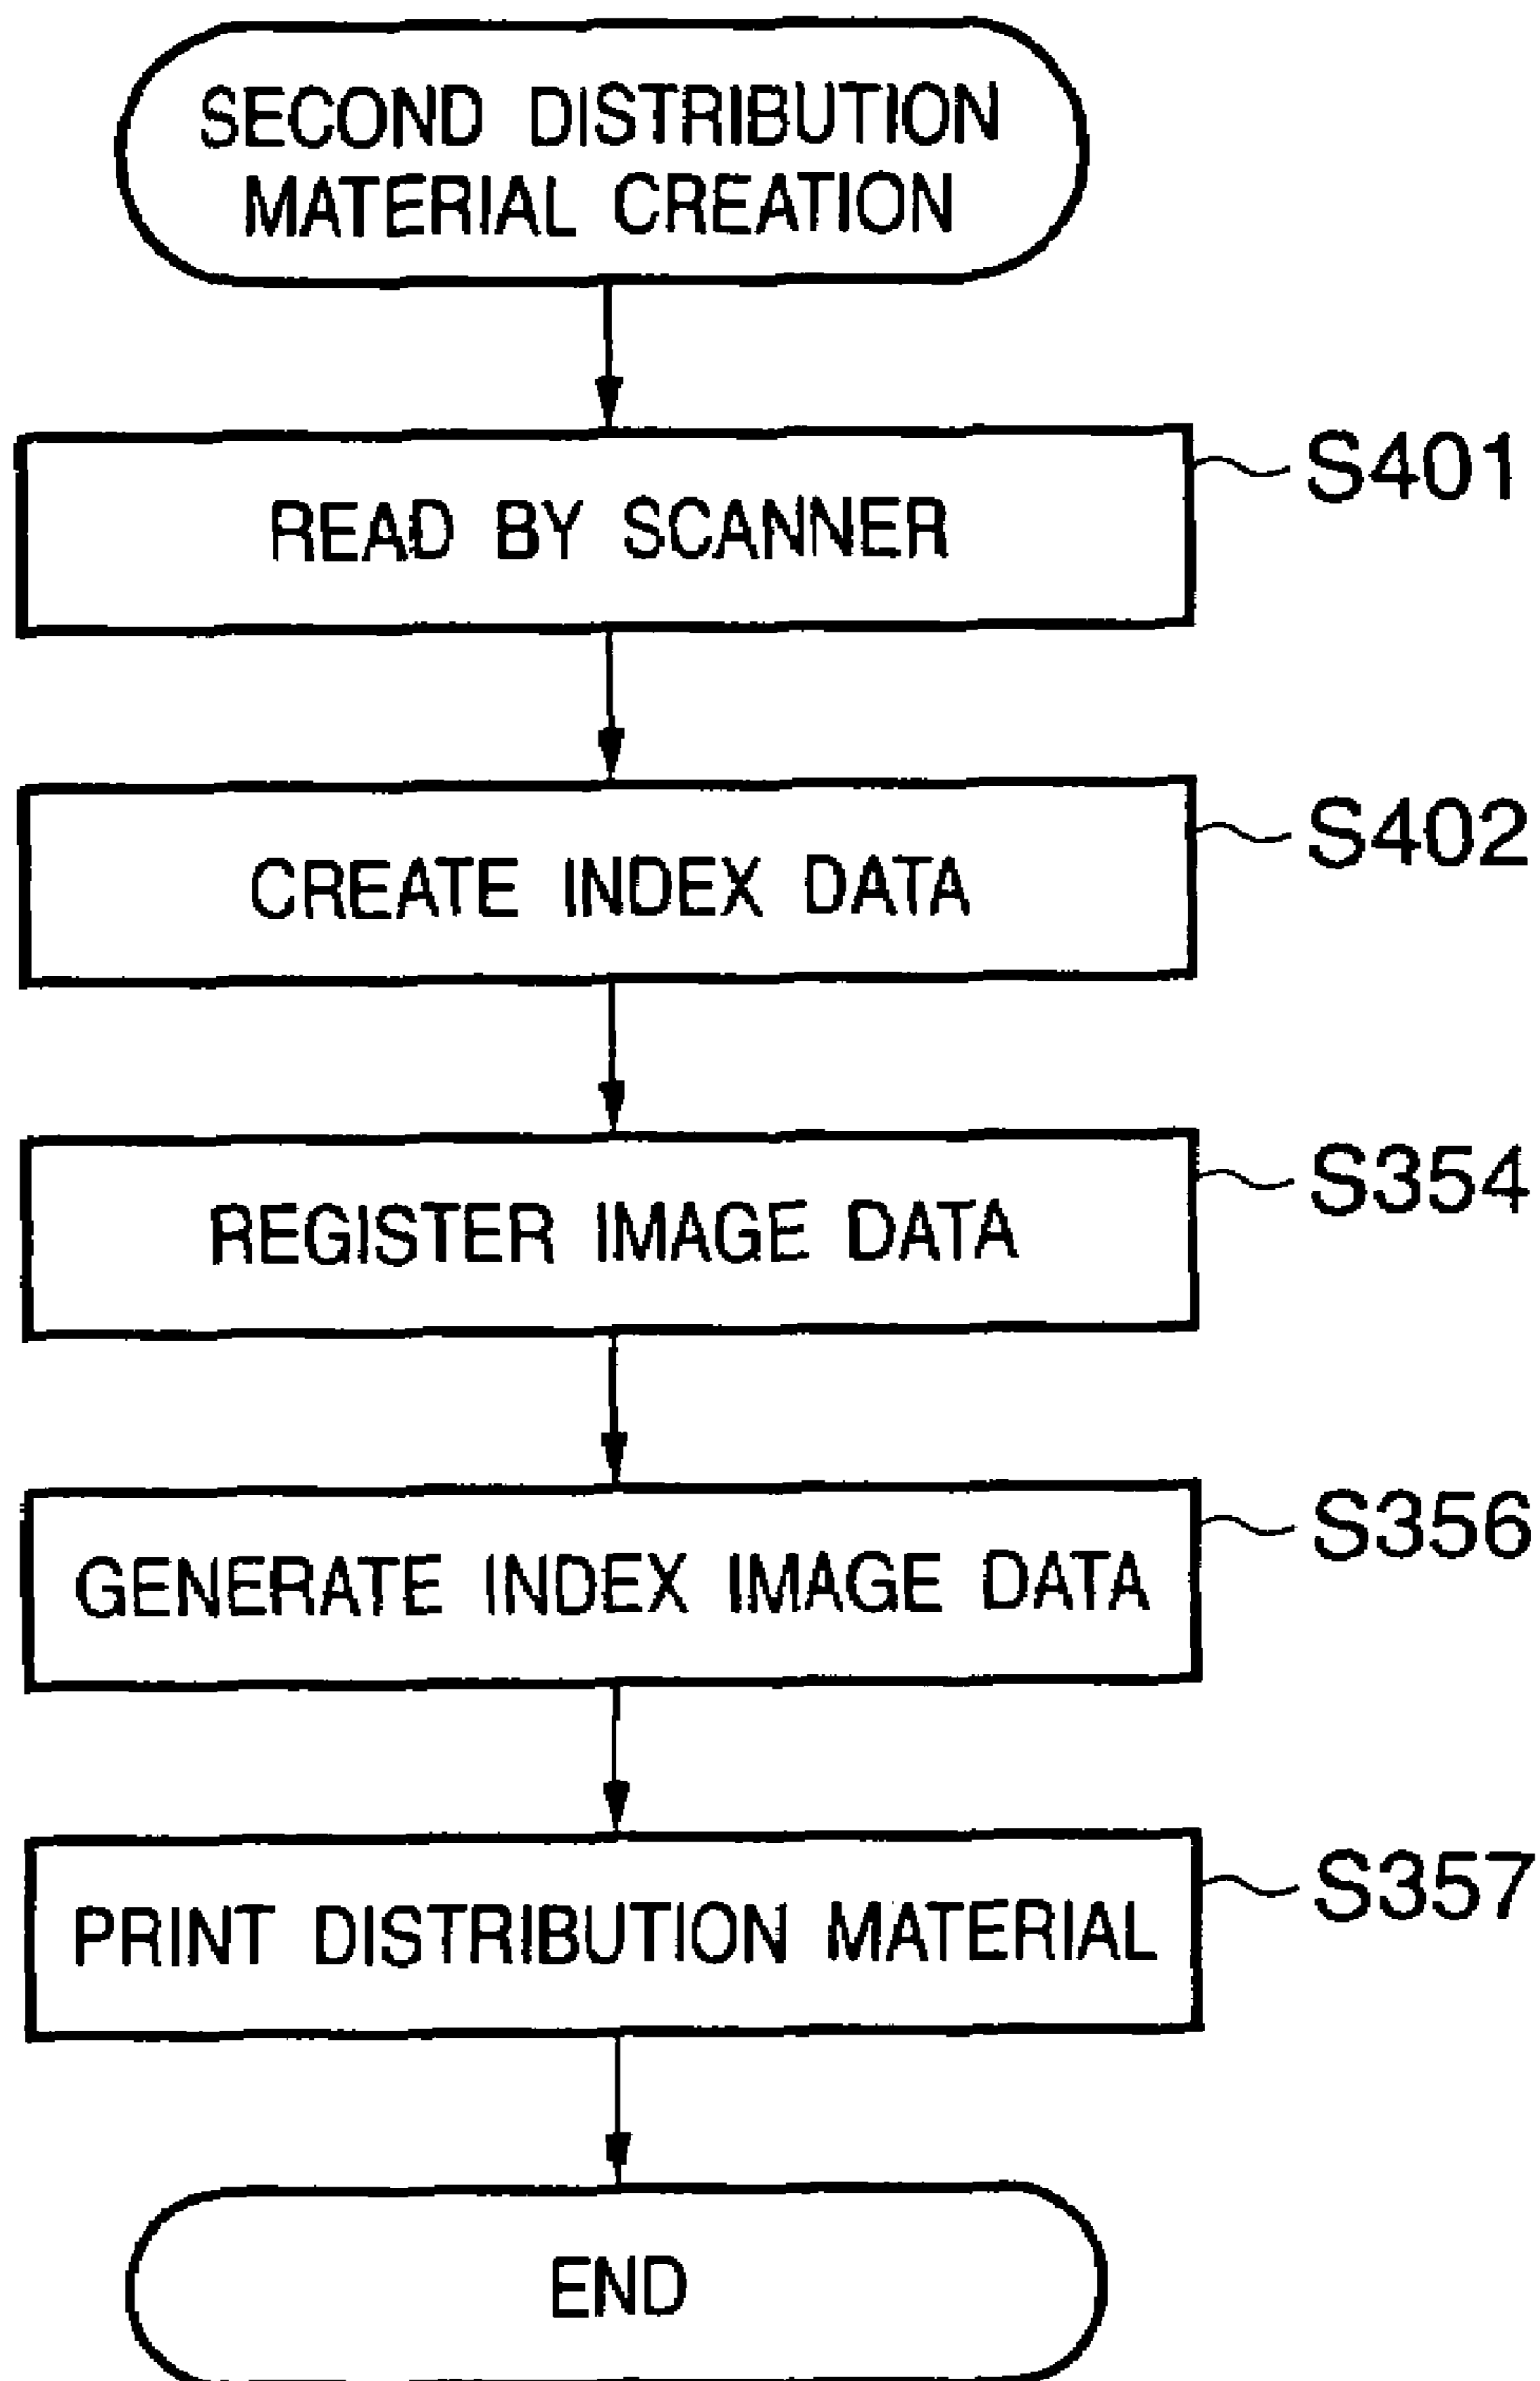 SECOND DISTRIBUTION
MATERIAL CREATION
READ BY SCANNER
S401
CREATE INDEX DATA
S402
REGISTER IMAGE DATA
S354
GENERATE INDEX IMAGE DATA
S356
PRINT DISTRIBUTION MATERIAL
S357
END